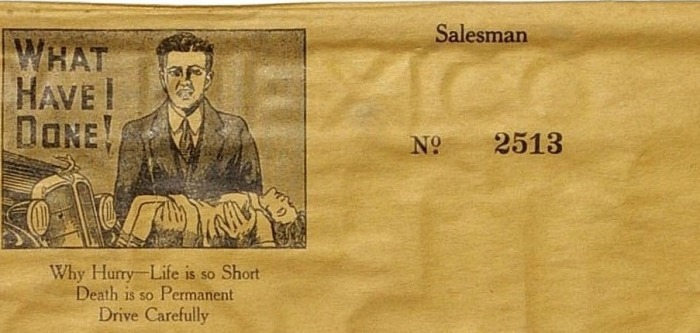 WHAT
HAVE I
DONE!
Why Hurry—Life is so Short
Death is so Permanent
Drive Carefully
Salesman
Nº 2513